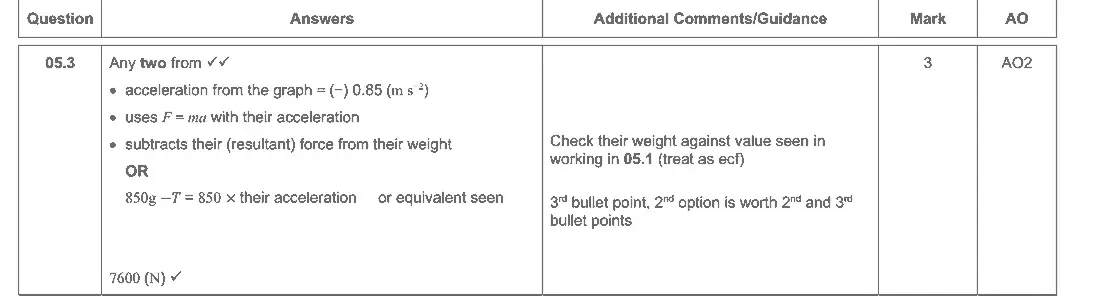 Question Answers Additional Comments/Guidance Mark AO
05.3 Any two from ✓✓ 3 AO2
• acceleration from the graph = (−) 0.85 (m s⁻²)
• uses F = ma with their acceleration
• subtracts their (resultant) force from their weight
OR
850g −T = 850 × their acceleration or equivalent seen
7600 (N) ✓
Check their weight against value seen in
working in 05.1 (treat as ecf)
3rd bullet point, 2nd option is worth 2nd and 3rd
bullet points